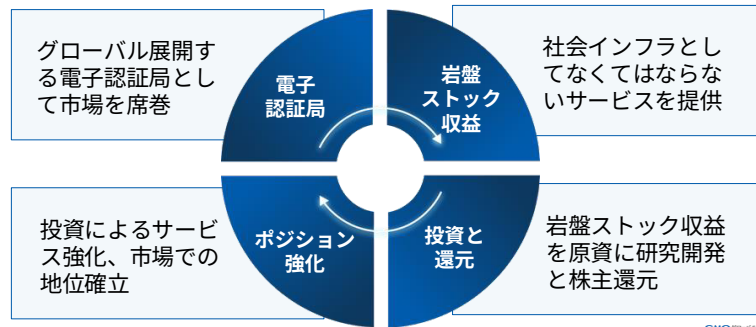 グローバル展開す
る電子認証局とし
て市場を席巻
電子
認証局
岩盤
ストック
収益
社会インフラとし
てなくてはならな
いサービスを提供
投資によるサービ
ス強化、市場での
地位確立
ポジション
強化
投資と
還元
岩盤ストック収益
を原資に研究開発
と株主還元